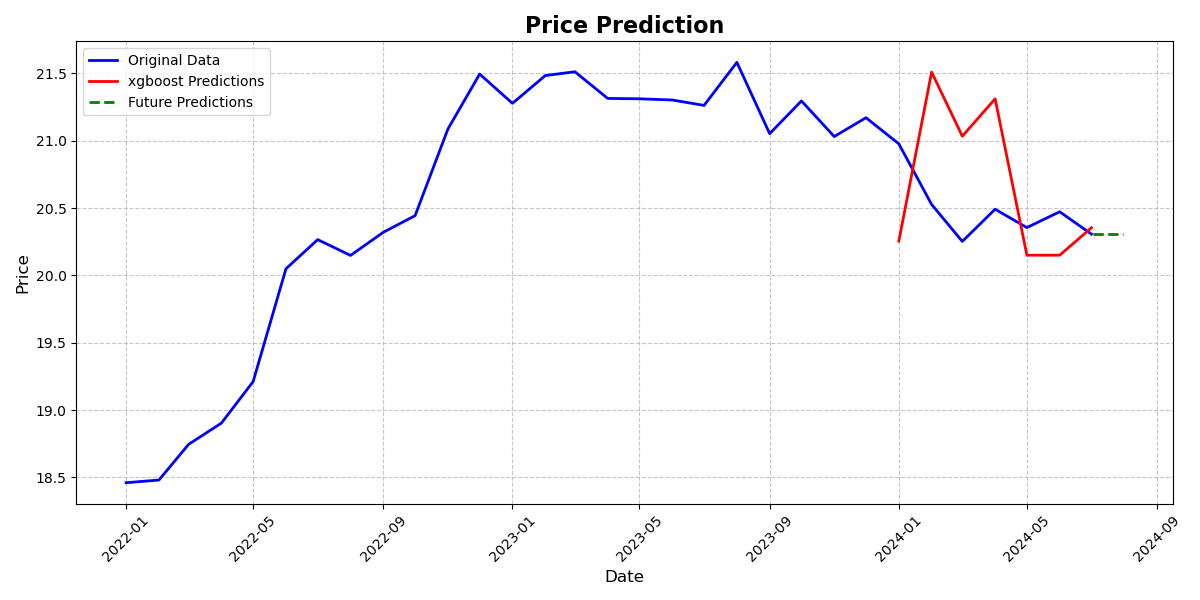 Price Prediction
Original Data
xgboost Predictions
Future Predictions
Price
21.5
21.0
20.5
20.0
19.5
19.0
18.5
2022-01
2022-05
2022-09
2023-01
2023-05
2023-09
2024-01
2024-05
2024-09
Date